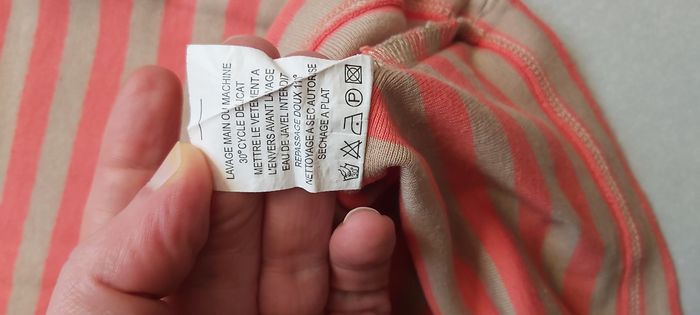 LAVAGE MAIN OU MACHINE
30° CYCLE DELICAT
METTRE LE VETEMENT A
L'ENVERS AVANT LAVAGE
EAU DE JAVEL INTERDIT
REPASSAGE DOUX 11°
NETTOYAGE A SEC AUTORISE
SECHAGE A PLAT
P